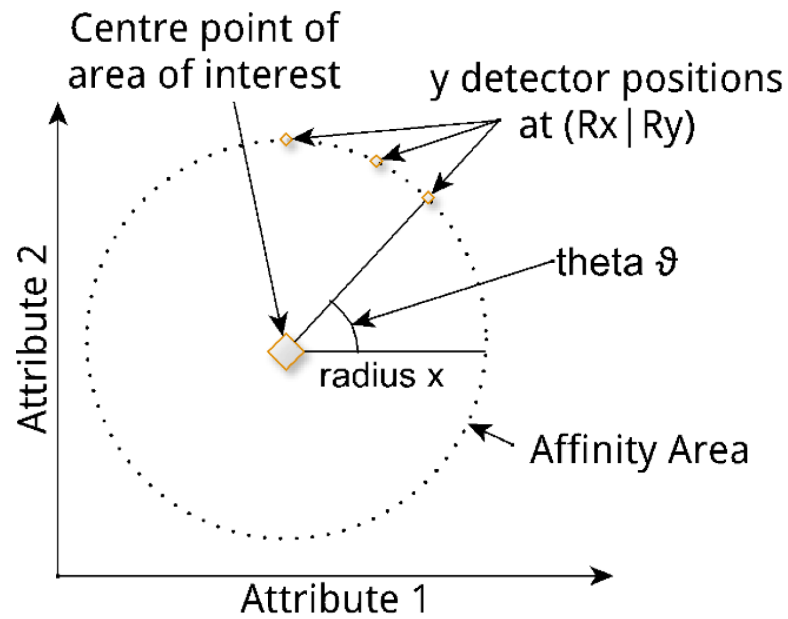 Centre point of
area of interest
y detector positions
at (Rx|Ry)
Attribute 2
theta ϑ
radius x
Affinity Area
Attribute 1